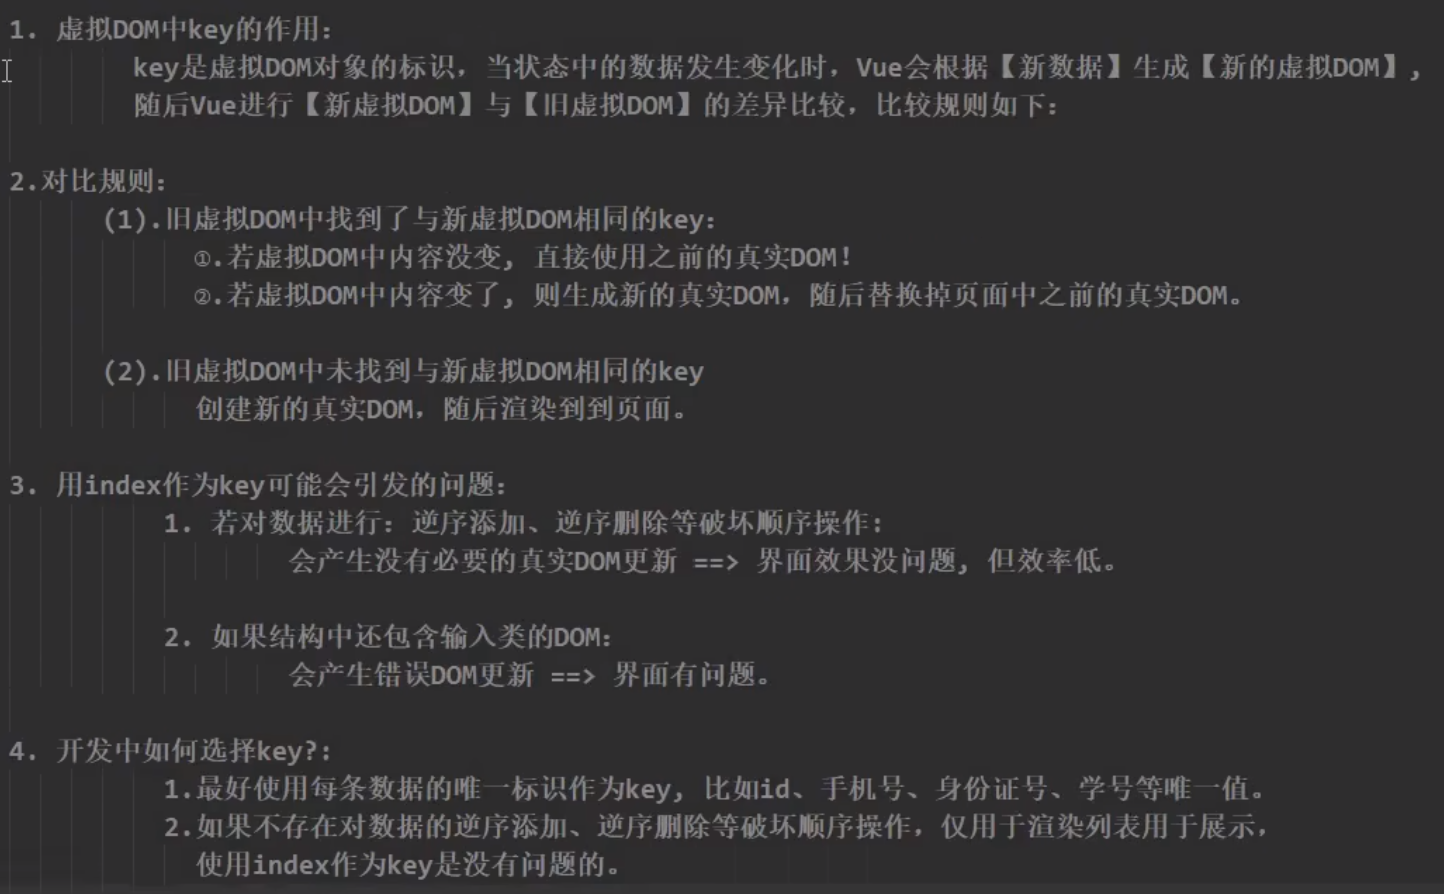 1. 虚拟DOM中key的作用:
key是虚拟DOM对象的标识，当状态中的数据发生变化时，Vue会根据【新数据】生成【新的虚拟DOM】,
随后Vue进行【新虚拟DOM】与【旧虚拟DOM】的差异比较，比较规则如下：
2.对比规则：
(1).旧虚拟DOM中找到了与新虚拟DOM相同的key：
①.若虚拟DOM中内容没变, 直接使用之前的真实DOM！
②.若虚拟DOM中内容变了, 则生成新的真实DOM，随后替换掉页面中之前的真实DOM。
(2).旧虚拟DOM中未找到与新虚拟DOM相同的key
创建新的真实DOM，随后渲染到到页面。
3. 用index作为key可能会引发的问题：
1. 若对数据进行：逆序添加、逆序删除等破坏顺序操作:
会产生没有必要的真实DOM更新 ==> 界面效果没问题, 但效率低。
2. 如果结构中还包含输入类的DOM：
会产生错误DOM更新 ==> 界面有问题。
4. 开发中如何选择key?:
1.最好使用每条数据的唯一标识作为key, 比如id、手机号、身份证号、学号等唯一值。
2.如果不存在对数据的逆序添加、逆序删除等破坏顺序操作，仅用于渲染列表用于展示，
使用index作为key是没有问题的。